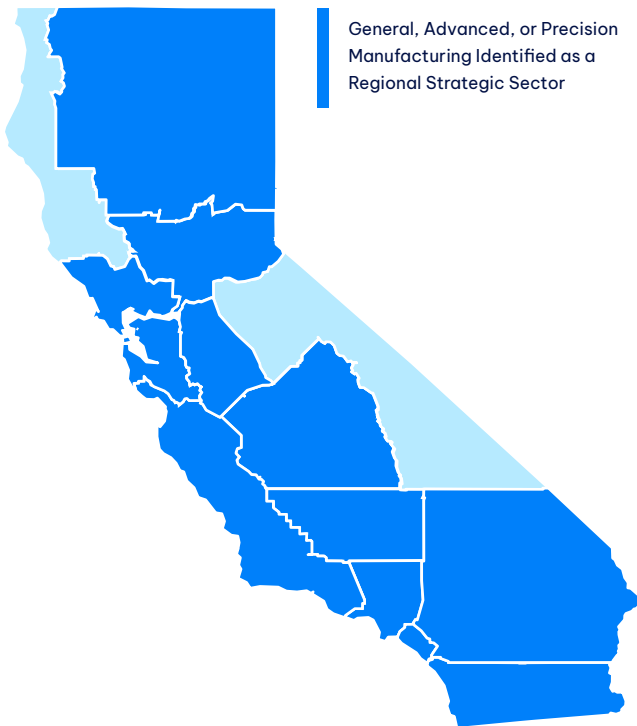 General, Advanced, or Precision
Manufacturing Identified as a
Regional Strategic Sector